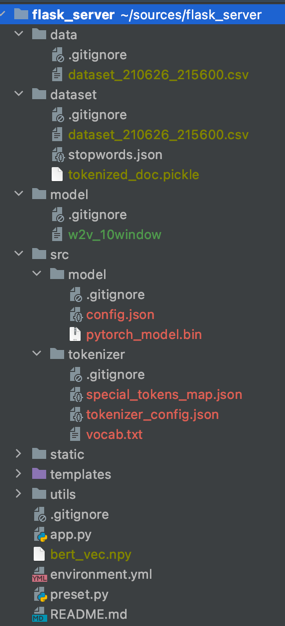 flask_server ~/sources/flask_server
data
.gitignore
dataset_210626_215600.csv
dataset
.gitignore
dataset_210626_215600.csv
stopwords.json
tokenized_doc.pickle
model
.gitignore
w2v_10window
src
model
.gitignore
config.json
pytorch_model.bin
tokenizer
.gitignore
special_tokens_map.json
tokenizer_config.json
vocab.txt
static
templates
utils
.gitignore
app.py
bert_vec.npy
YML environment.yml
preset.py
MD README.md